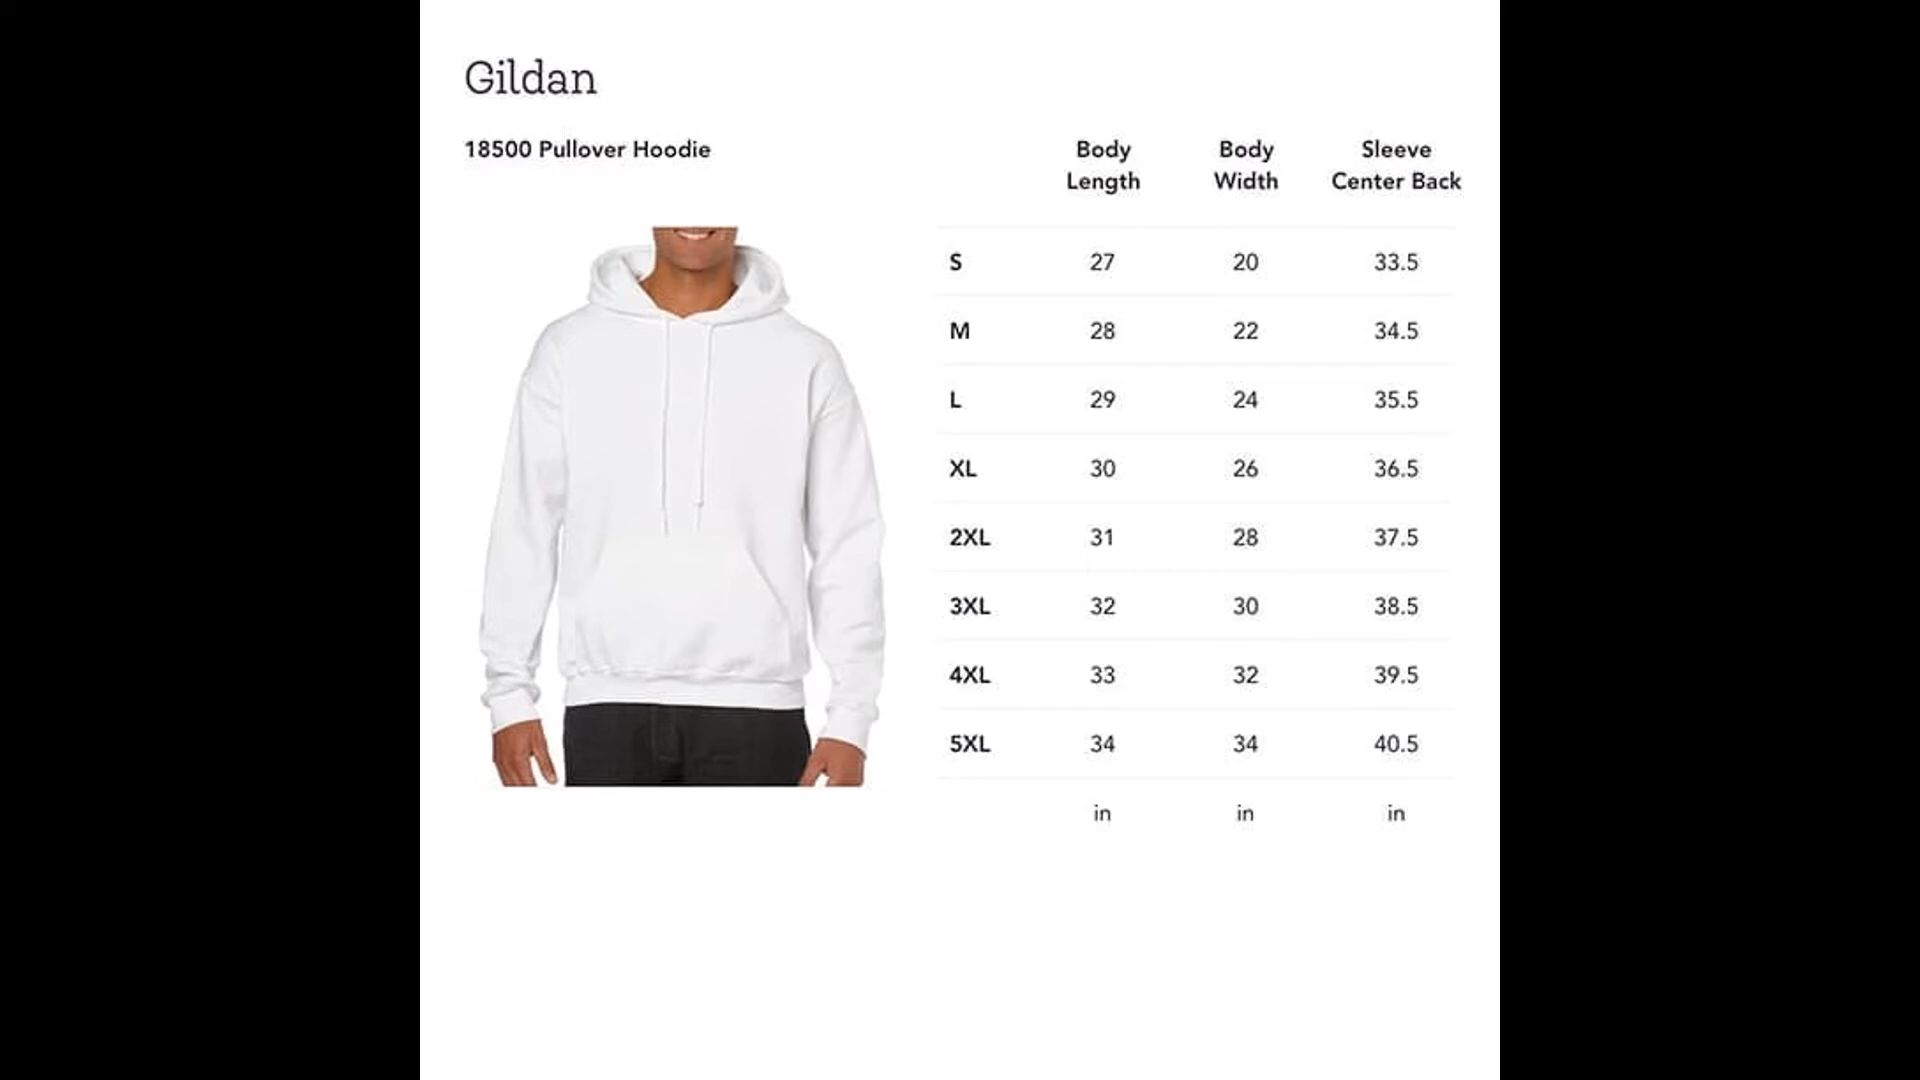 Gildan
18500 Pullover Hoodie
Body Length Body Width Sleeve Center Back
S 27 20 33.5
M 28 22 34.5
L 29 24 35.5
XL 30 26 36.5
2XL 31 28 37.5
3XL 32 30 38.5
4XL 33 32 39.5
5XL 34 34 40.5
in in in